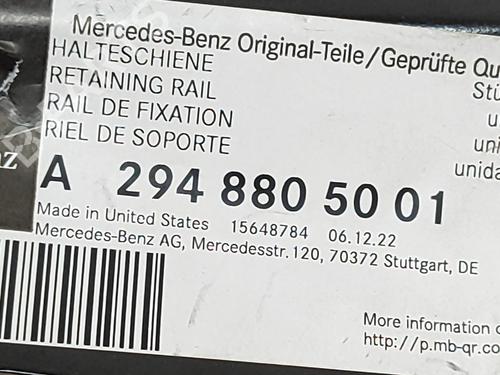 Mercedes-Benz Original-Teile/Geprüfte Qu
HALTESCHIENE
RETAINING RAIL
RAIL DE FIXATION
RIEL DE SOPORTE
Stü
u
uni
unida
A 294 880 50 01
Made in United States 15648784 06.12.22
Mercedes-Benz AG, Mercedesstr.120, 70372 Stuttgart, DE
More information o
http://p.mb-qr.co